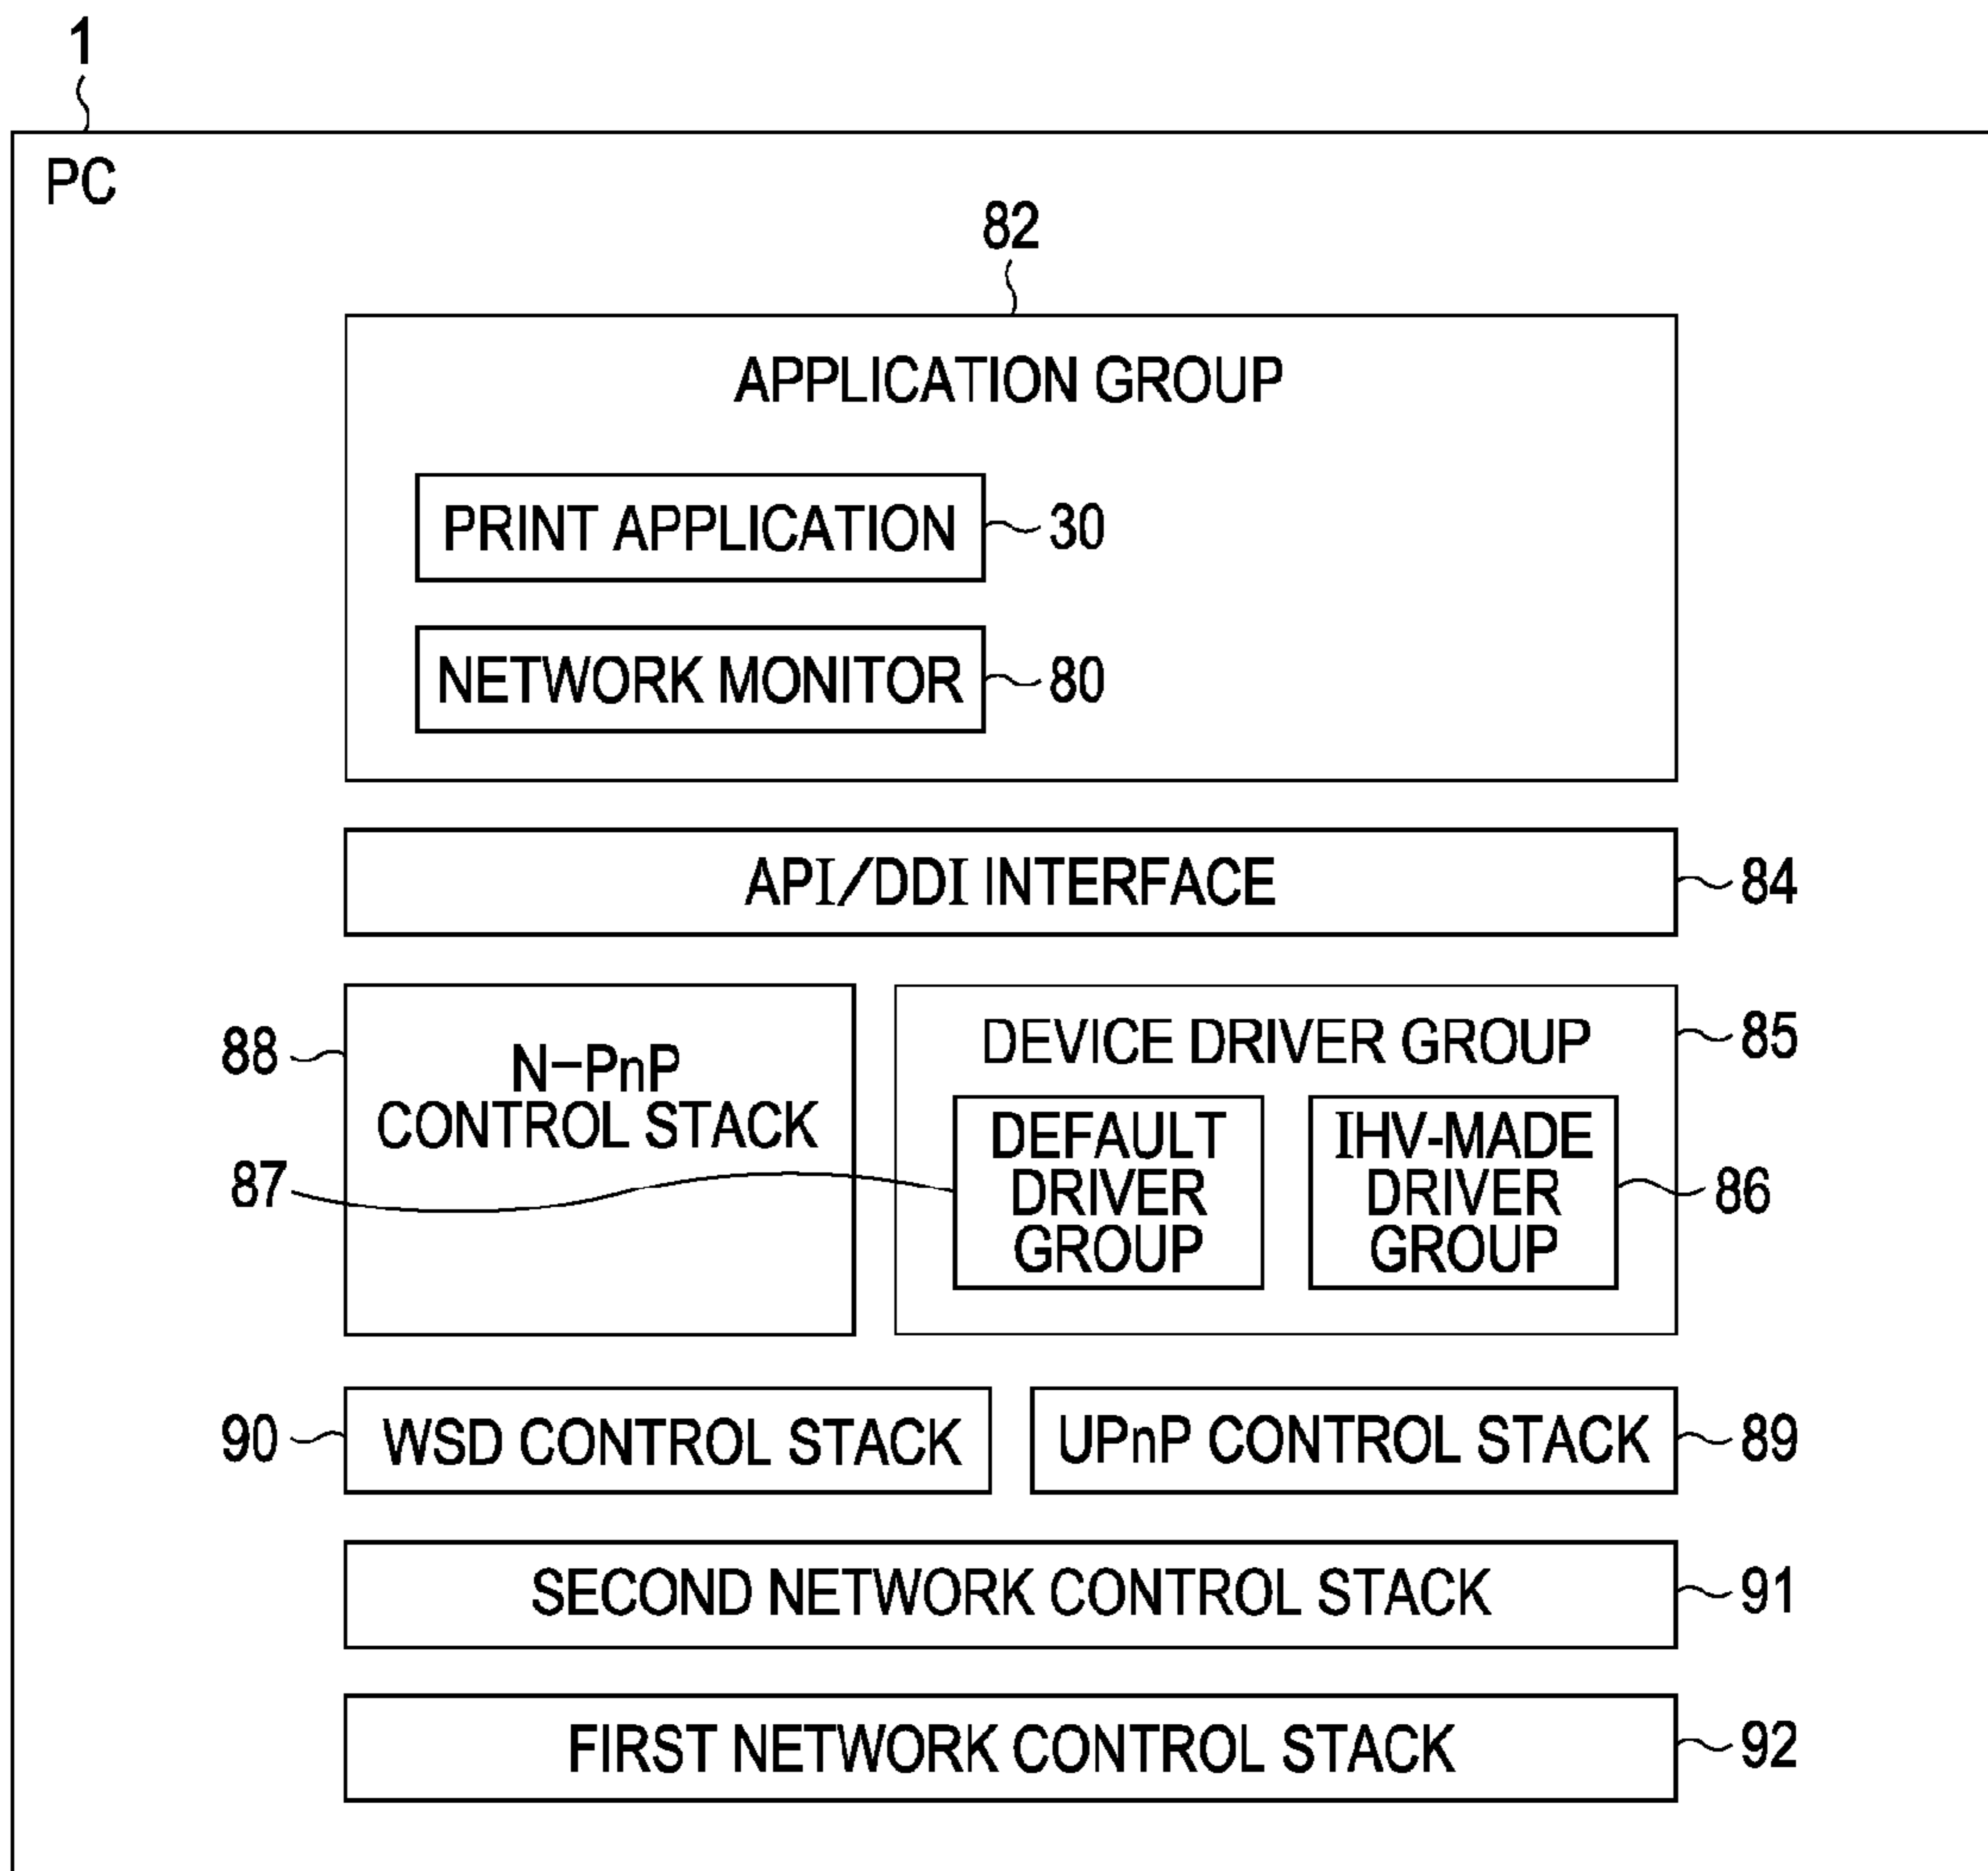 1
PC
82
APPLICATION GROUP
PRINT APPLICATION 30
NETWORK MONITOR 80
API/DDI INTERFACE 84
88
N-PnP
CONTROL STACK
87
DEVICE DRIVER GROUP 85
DEFAULT
DRIVER
GROUP
IHV-MADE
DRIVER
GROUP
86
90 WSD CONTROL STACK
UPnP CONTROL STACK 89
SECOND NETWORK CONTROL STACK 91
FIRST NETWORK CONTROL STACK 92